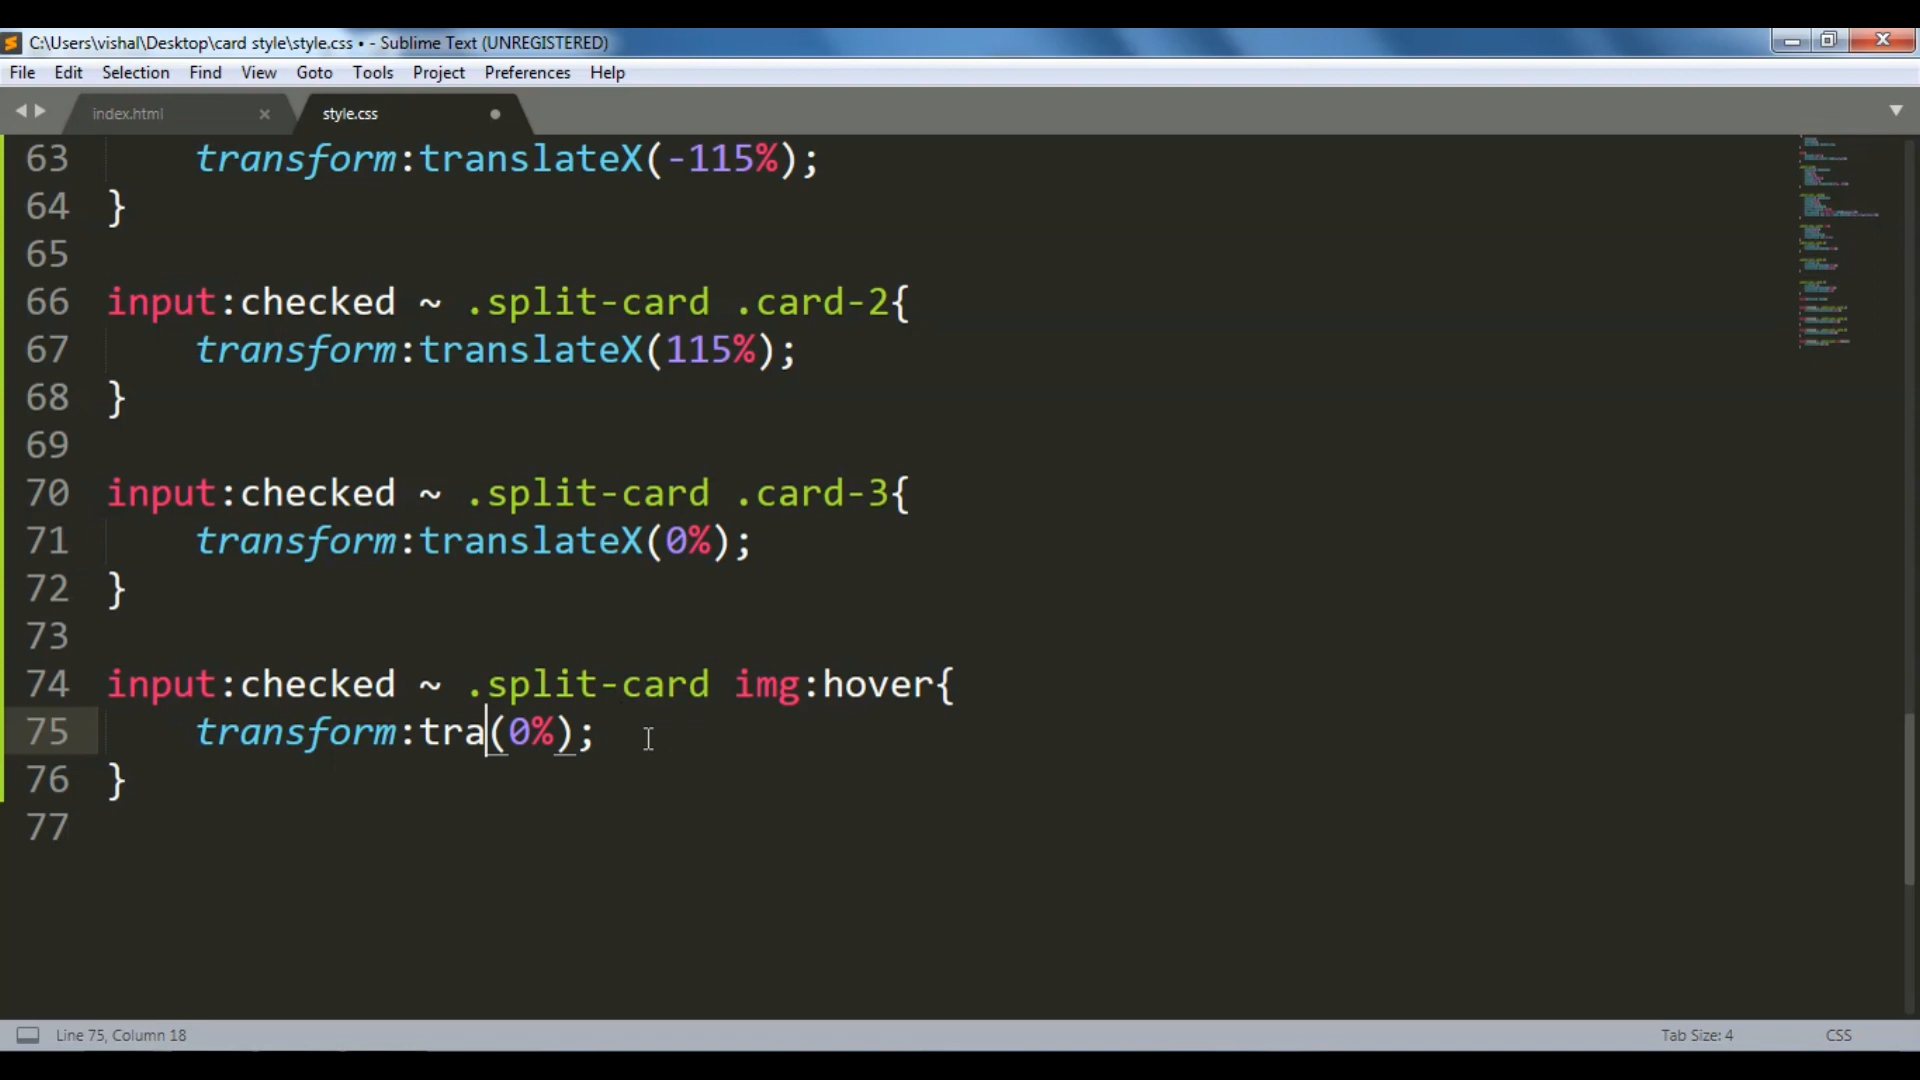 C:\Users\vishal\Desktop\card style\style.css • - Sublime Text (UNREGISTERED)
File Edit Selection Find View Goto Tools Project Preferences Help
index.html × style.css
63 transform:translateX(-115%);
64 }
65
66 input:checked ~ .split-card .card-2{
67 transform:translateX(115%);
68 }
69
70 input:checked ~ .split-card .card-3{
71 transform:translateX(0%);
72 }
73
74 input:checked ~ .split-card img:hover{
75 transform:tra(0%);
76 }
77
Line 75, Column 18 Tab Size: 4 CSS